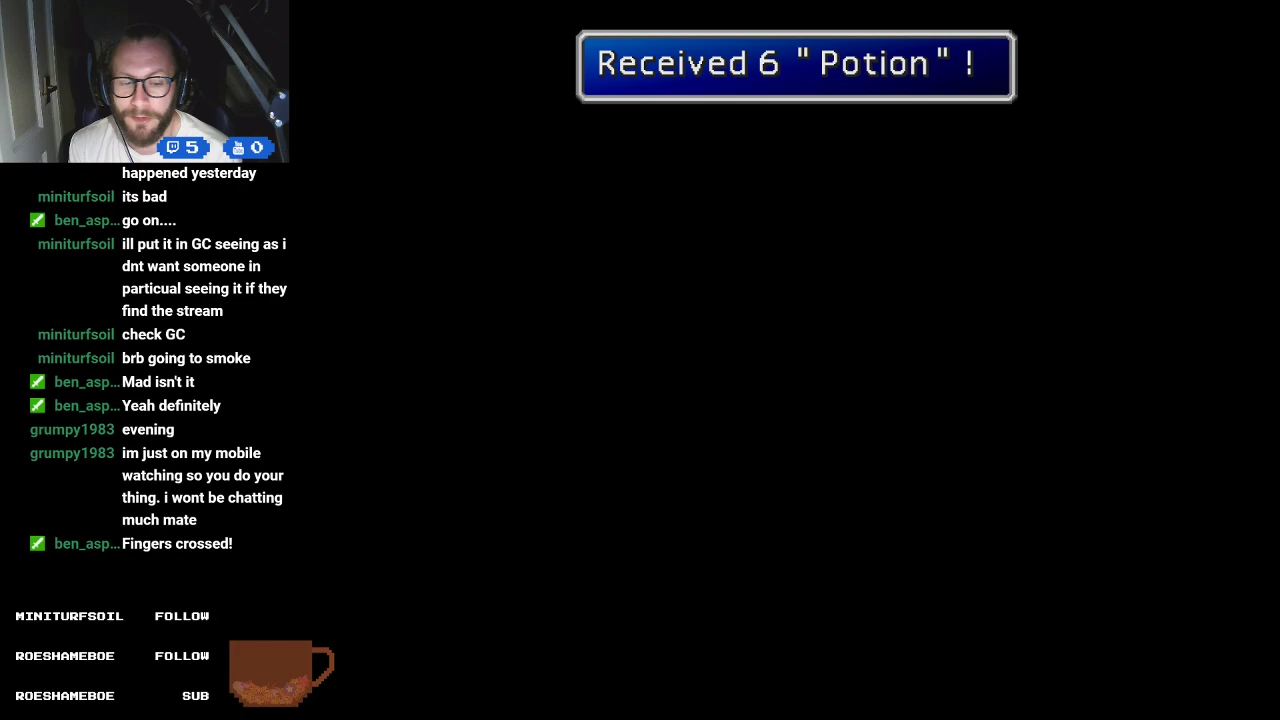 Received 6 " Potion " !
5
0
happened yesterday
miniturfsoil its bad
ben_asp... go on....
miniturfsoil ill put it in GC seeing as i
dnt want someone in
particual seeing it if they
find the stream
miniturfsoil check GC
miniturfsoil brb going to smoke
ben_asp... Mad isn't it
ben_asp... Yeah definitely
grumpy1983 evening
grumpy1983 im just on my mobile
watching so you do your
thing. i wont be chatting
much mate
ben_asp... Fingers crossed!
MINITURFSOIL FOLLOW
ROESHAMEBOE FOLLOW
ROESHAMEBOE SUB